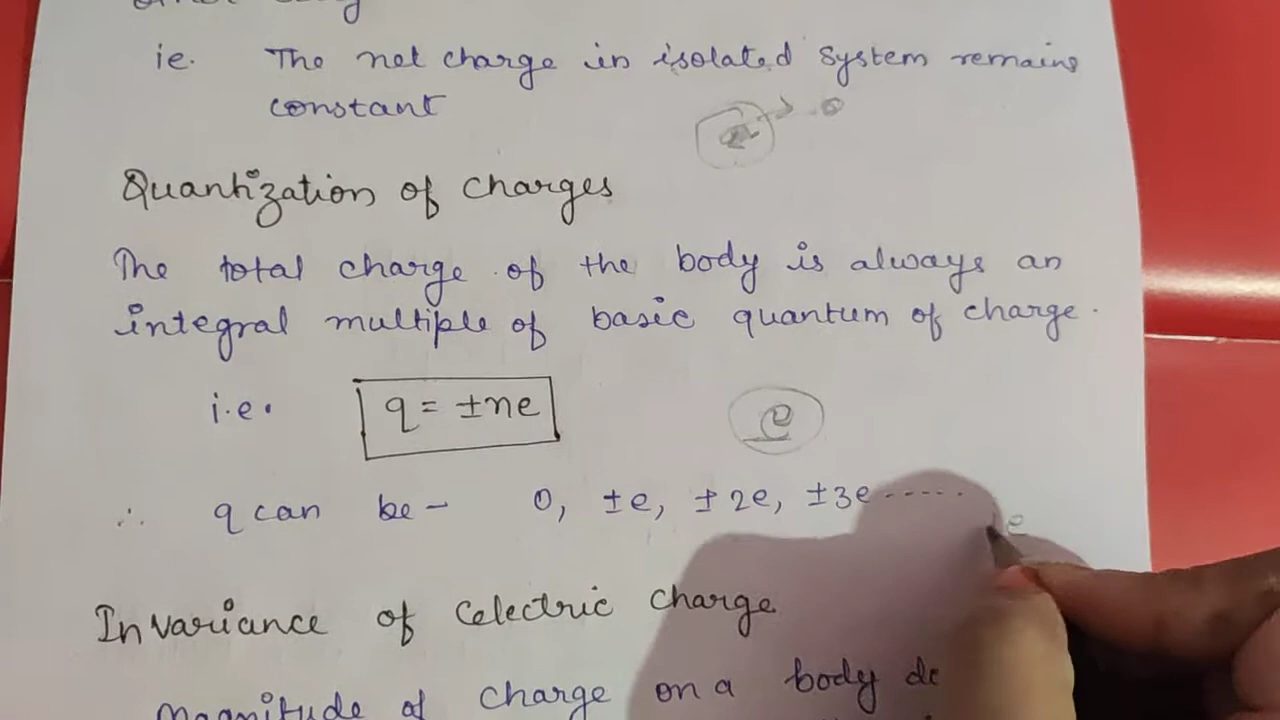 ie. The net charge in isolated system remains
constant
Quantization of charges
The total charge of the body is always an
integral multiple of basic quantum of charge.
i.e. q = ±ne
e
∴ q can be – 0, ±e, ±2e, ±3e -----
Invariance of electric charge
Magnitude of charge on a body